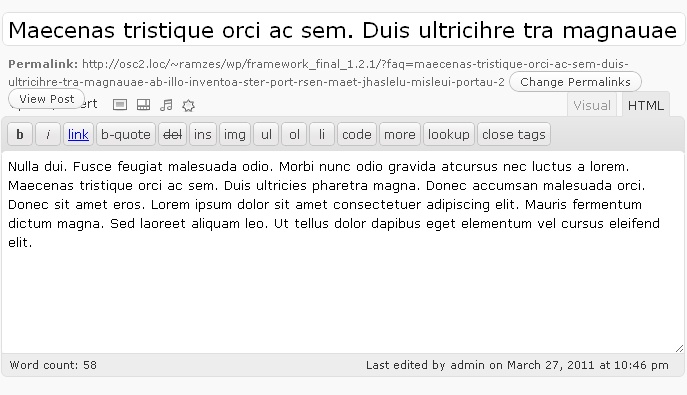 Maecenas tristique orci ac sem. Duis ultricihre tra magnauae
Permalink: http://osc2.loc/~ramzes/wp/framework_final_1.2.1/?faq=maecenas-tristique-orci-ac-sem-duis-
ultricihre-tra-magnauae-ab-illo-inventoa-ster-port-rsen-maet-jhaslelu-misleui-portau-2 Change Permalinks
View Post
Visual HTML
b i link b-quote del ins img ul ol li code more lookup close tags
Nulla dui. Fusce feugiat malesuada odio. Morbi nunc odio gravida atcursus nec luctus a lorem.
Maecenas tristique orci ac sem. Duis ultricies pharetra magna. Donec accumsan malesuada orci.
Donec sit amet eros. Lorem ipsum dolor sit amet consectetuer adipiscing elit. Mauris fermentum
dictum magna. Sed laoreet aliquam leo. Ut tellus dolor dapibus eget elementum vel cursus eleifend
elit.
Word count: 58 Last edited by admin on March 27, 2011 at 10:46 pm